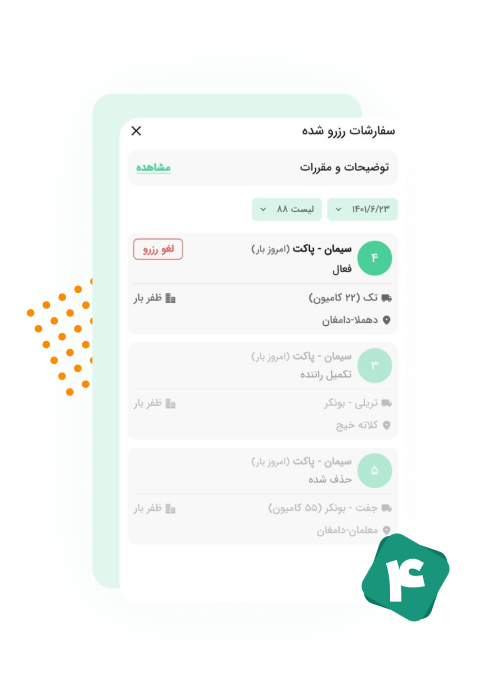 سفارشات رزرو شده
توضیحات و مقررات مشاهده
۱۴۰۱/۶/۲۳ لیست ۸۸
۴ سیمان - پاکت (امروز بار) لغو رزرو
فعال
تک (۲۲ کامیون) ظفر بار
دهملا-دامغان
۳ سیمان - پاکت (امروز بار)
تکمیل راننده
تریلی - بونکر ظفر بار
کلاته خیج
۵ سیمان - پاکت (امروز بار)
حذف شده
جفت - بونکر (۵۵ کامیون) ظفر بار
معلمان-دامغان
۴